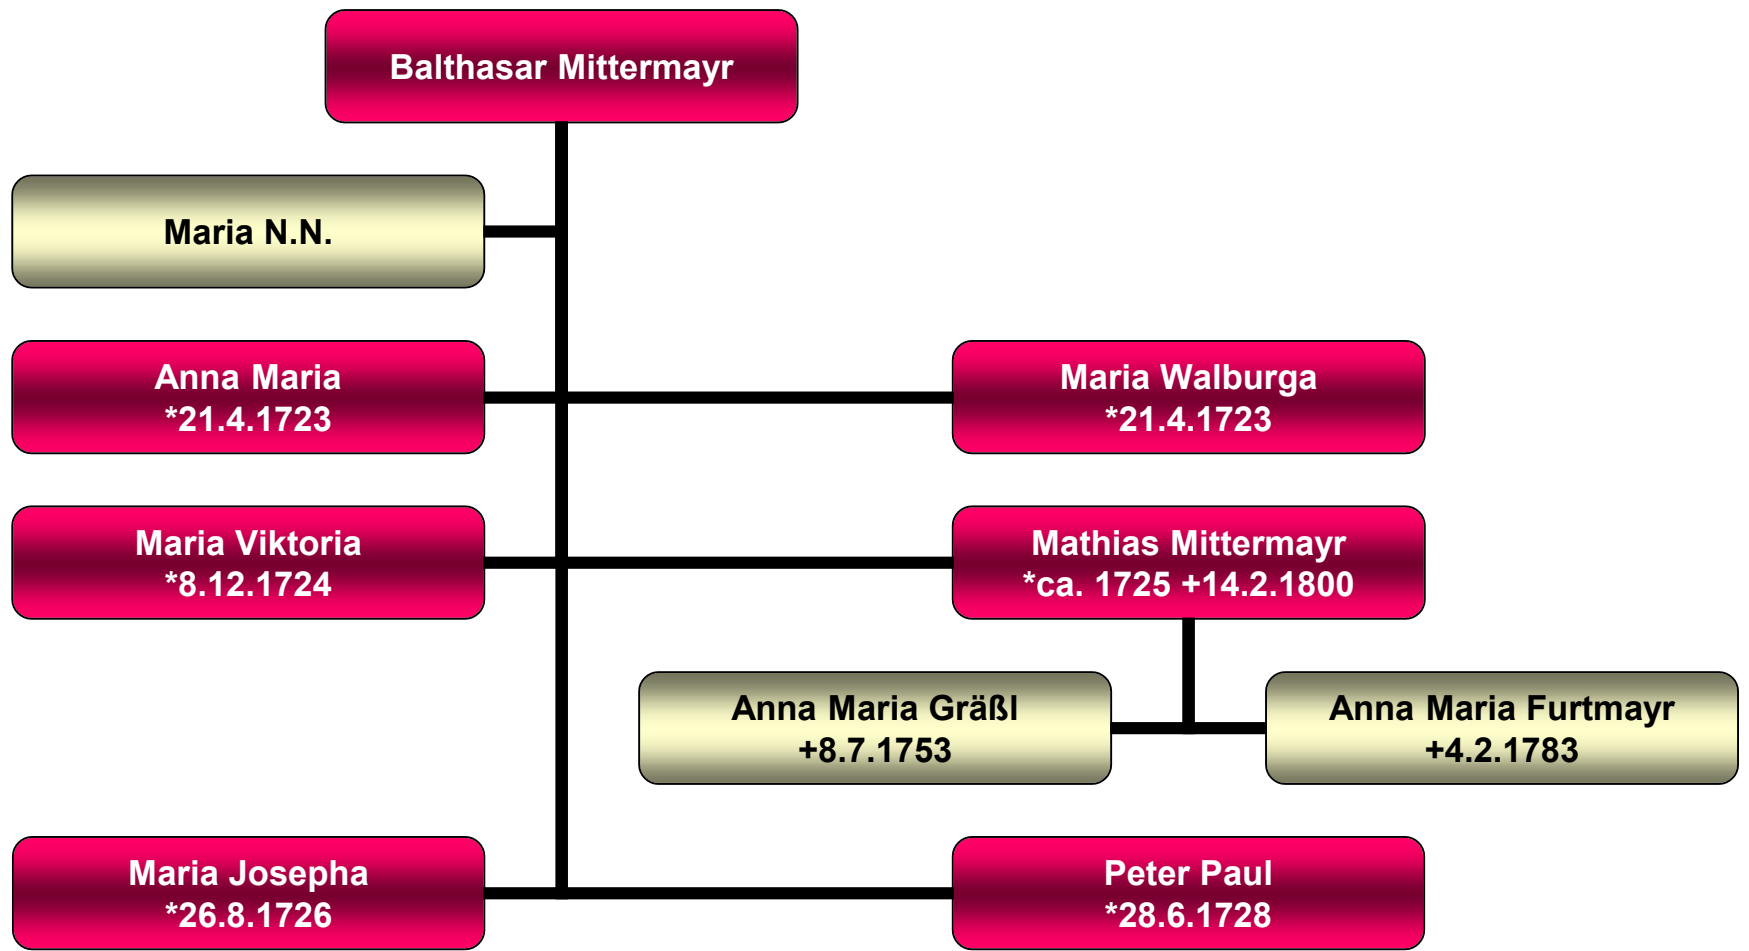 Balthasar Mittermayr
Maria N.N.
Anna Maria
*21.4.1723
Maria Walburga
*21.4.1723
Maria Viktoria
*8.12.1724
Mathias Mittermayr
*ca. 1725 +14.2.1800
Anna Maria Gräßl
+8.7.1753
Anna Maria Furtmayr
+4.2.1783
Maria Josepha
*26.8.1726
Peter Paul
*28.6.1728